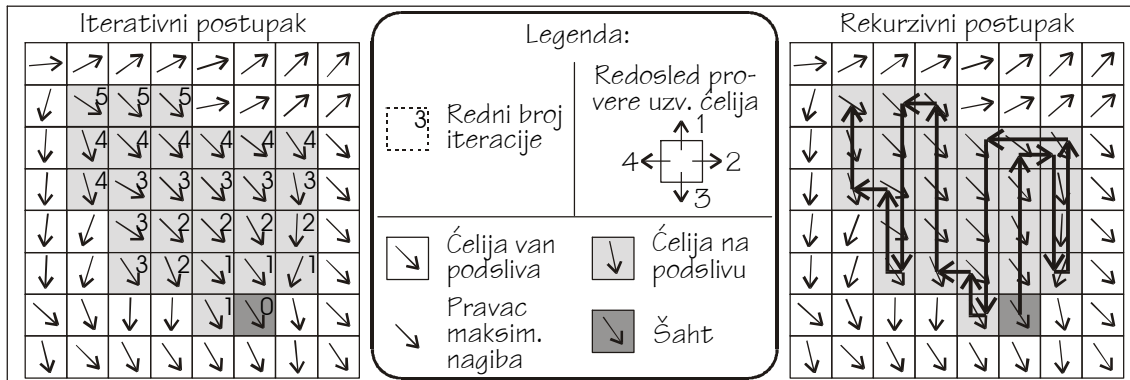 Iterativni postupak
5 5 5
4 4 4 4 4 4
4 3 3 3 3 3
3 2 2 2 2
3 2 1 1 1
1 0
Legenda:
3
Redni broj
iteracije
Redosled pro-
vere uzv. ćelija
1
4 2
3
Ćelija van
podsliva
Ćelija na
podslivu
Pravac
maksim.
nagiba
Šaht
Rekurzivni postupak